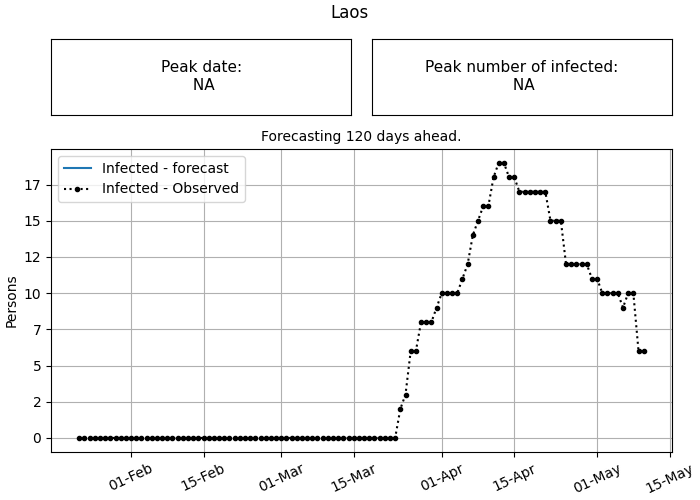 Laos
Peak date:
NA
Peak number of infected:
NA
Forecasting 120 days ahead.
Infected - forecast
Infected - Observed
17
15
12
10
7
5
2
0
Persons
01-Feb
15-Feb
01-Mar
15-Mar
01-Apr
15-Apr
01-May
15-May